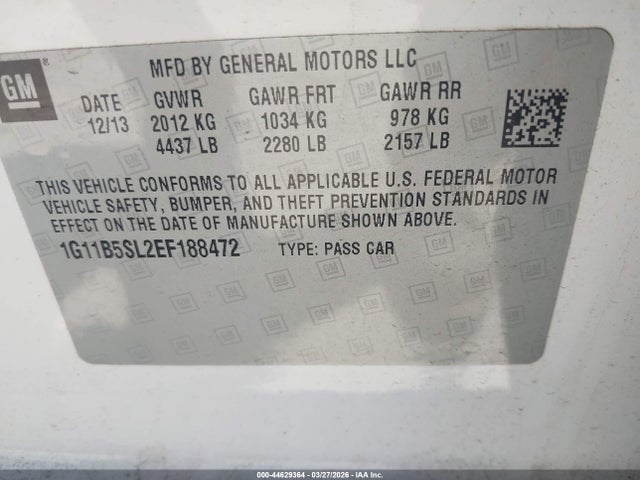 GM
MFD BY GENERAL MOTORS LLC
DATE GVWR GAWR FRT GAWR RR
12/13 2012 KG 1034 KG 978 KG
4437 LB 2280 LB 2157 LB
THIS VEHICLE CONFORMS TO ALL APPLICABLE U.S. FEDERAL MOTOR
VEHICLE SAFETY, BUMPER, AND THEFT PREVENTION STANDARDS IN
EFFECT ON THE DATE OF MANUFACTURE SHOWN ABOVE.
1G11B5SL2EF188472 TYPE: PASS CAR
000-44629364 - 03/27/2026 - IAA Inc.